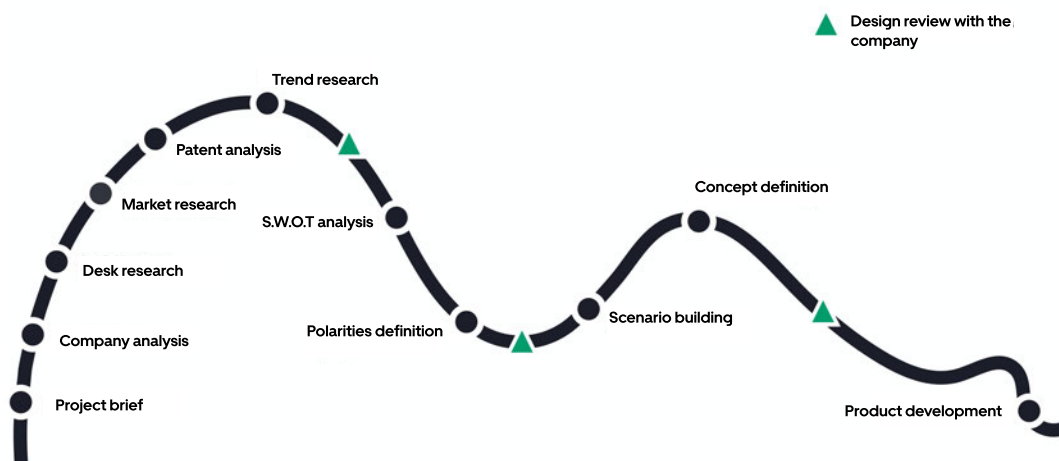 Design review with the
company
Trend research
Patent analysis
Concept definition
Market research
S.W.O.T analysis
Desk research
Scenario building
Polarities definition
Company analysis
Project brief
Product development